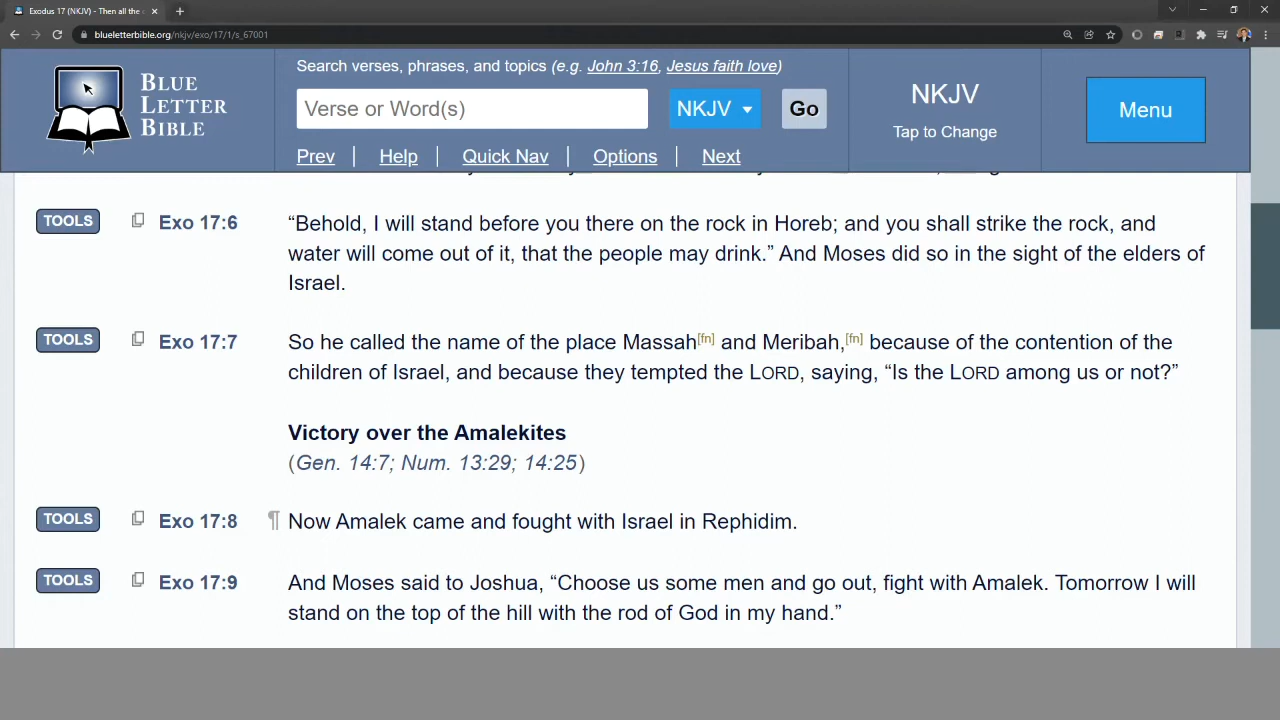 Exodus 17 (NKJV) - Then all the
blueletterbible.org/nkjv/exo/17/1/s_67001
BLUE
LETTER
BIBLE
Search verses, phrases, and topics (e.g. John 3:16, Jesus faith love)
Verse or Word(s)
NKJV
Go
Prev | Help | Quick Nav | Options | Next
NKJV
Tap to Change
Menu
TOOLS Exo 17:6 “Behold, I will stand before you there on the rock in Horeb; and you shall strike the rock, and
water will come out of it, that the people may drink.” And Moses did so in the sight of the elders of
Israel.
TOOLS Exo 17:7 So he called the name of the place Massah[fn] and Meribah,[fn] because of the contention of the
children of Israel, and because they tempted the LORD, saying, “Is the LORD among us or not?”
Victory over the Amalekites
(Gen. 14:7; Num. 13:29; 14:25)
TOOLS Exo 17:8 ¶ Now Amalek came and fought with Israel in Rephidim.
TOOLS Exo 17:9 And Moses said to Joshua, “Choose us some men and go out, fight with Amalek. Tomorrow I will
stand on the top of the hill with the rod of God in my hand.”